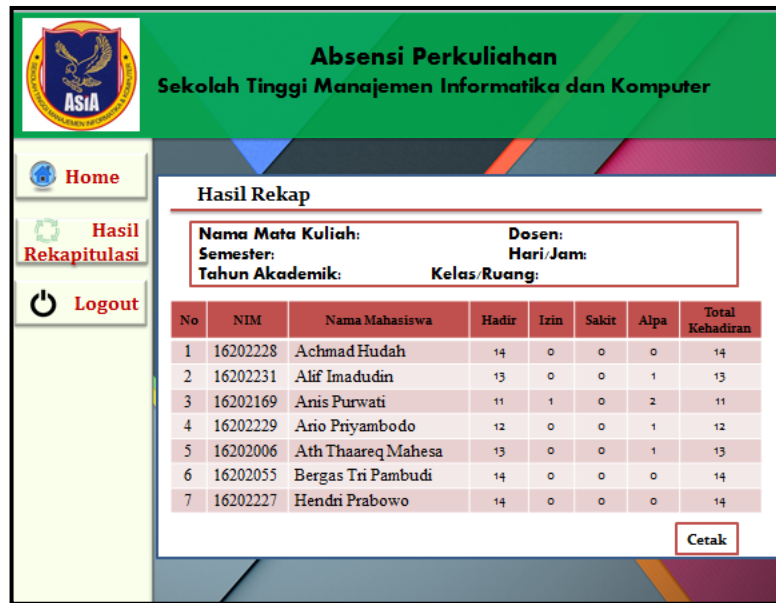 Absensi Perkuliahan
Sekolah Tinggi Manajemen Informatika dan Komputer
ASIA
Home
Hasil
Rekapitulasi
Logout
Hasil Rekap
Nama Mata Kuliah: Dosen:
Semester: Hari/Jam:
Tahun Akademik: Kelas/Ruang:
No NIM Nama Mahasiswa Hadir Izin Sakit Alpa Total Kehadiran
1 16202228 Achmad Hudah 14 0 0 0 14
2 16202231 Alif Imadudin 13 0 0 1 13
3 16202169 Anis Purwati 11 1 0 2 11
4 16202229 Ario Priyambodo 12 0 0 1 12
5 16202006 Ath Thaareq Mahesa 13 0 0 1 13
6 16202055 Bergas Tri Pambudi 14 0 0 0 14
7 16202227 Hendri Prabowo 14 0 0 0 14
Cetak